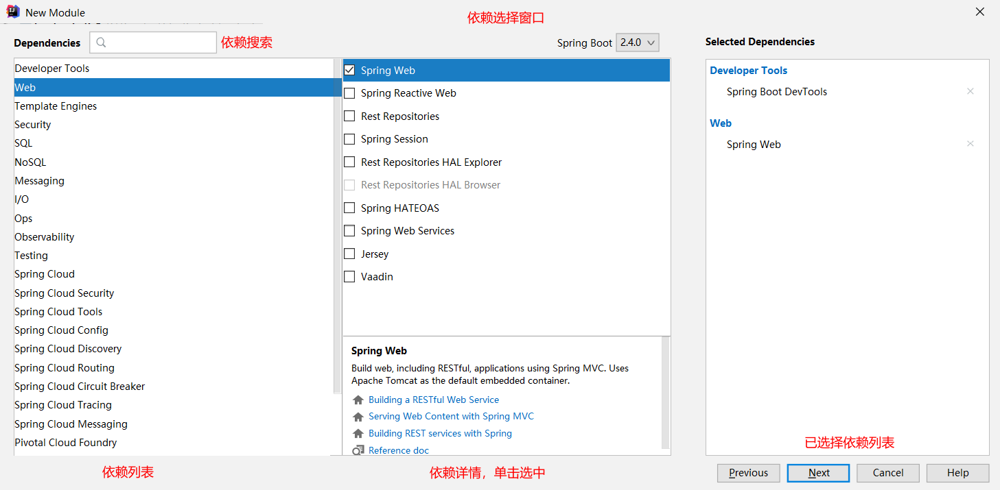 New Module
依赖选择窗口
Dependencies
依赖搜索
Spring Boot
2.4.0
Selected Dependencies
Developer Tools
Web
Template Engines
Security
SQL
NoSQL
Messaging
I/O
Ops
Observability
Testing
Spring Cloud
Spring Cloud Security
Spring Cloud Tools
Spring Cloud Config
Spring Cloud Discovery
Spring Cloud Routing
Spring Cloud Circuit Breaker
Spring Cloud Tracing
Spring Cloud Messaging
Pivotal Cloud Foundry
依赖列表
Spring Web
Spring Reactive Web
Rest Repositories
Spring Session
Rest Repositories HAL Explorer
Rest Repositories HAL Browser
Spring HATEOAS
Spring Web Services
Jersey
Vaadin
Spring Web
Build web, including RESTful, applications using Spring MVC. Uses
Apache Tomcat as the default embedded container.
Building a RESTful Web Service
Serving Web Content with Spring MVC
Building REST services with Spring
Reference doc
依赖详情，单击选中
Developer Tools
Spring Boot DevTools
Web
Spring Web
已选择依赖列表
Previous
Next
Cancel
Help